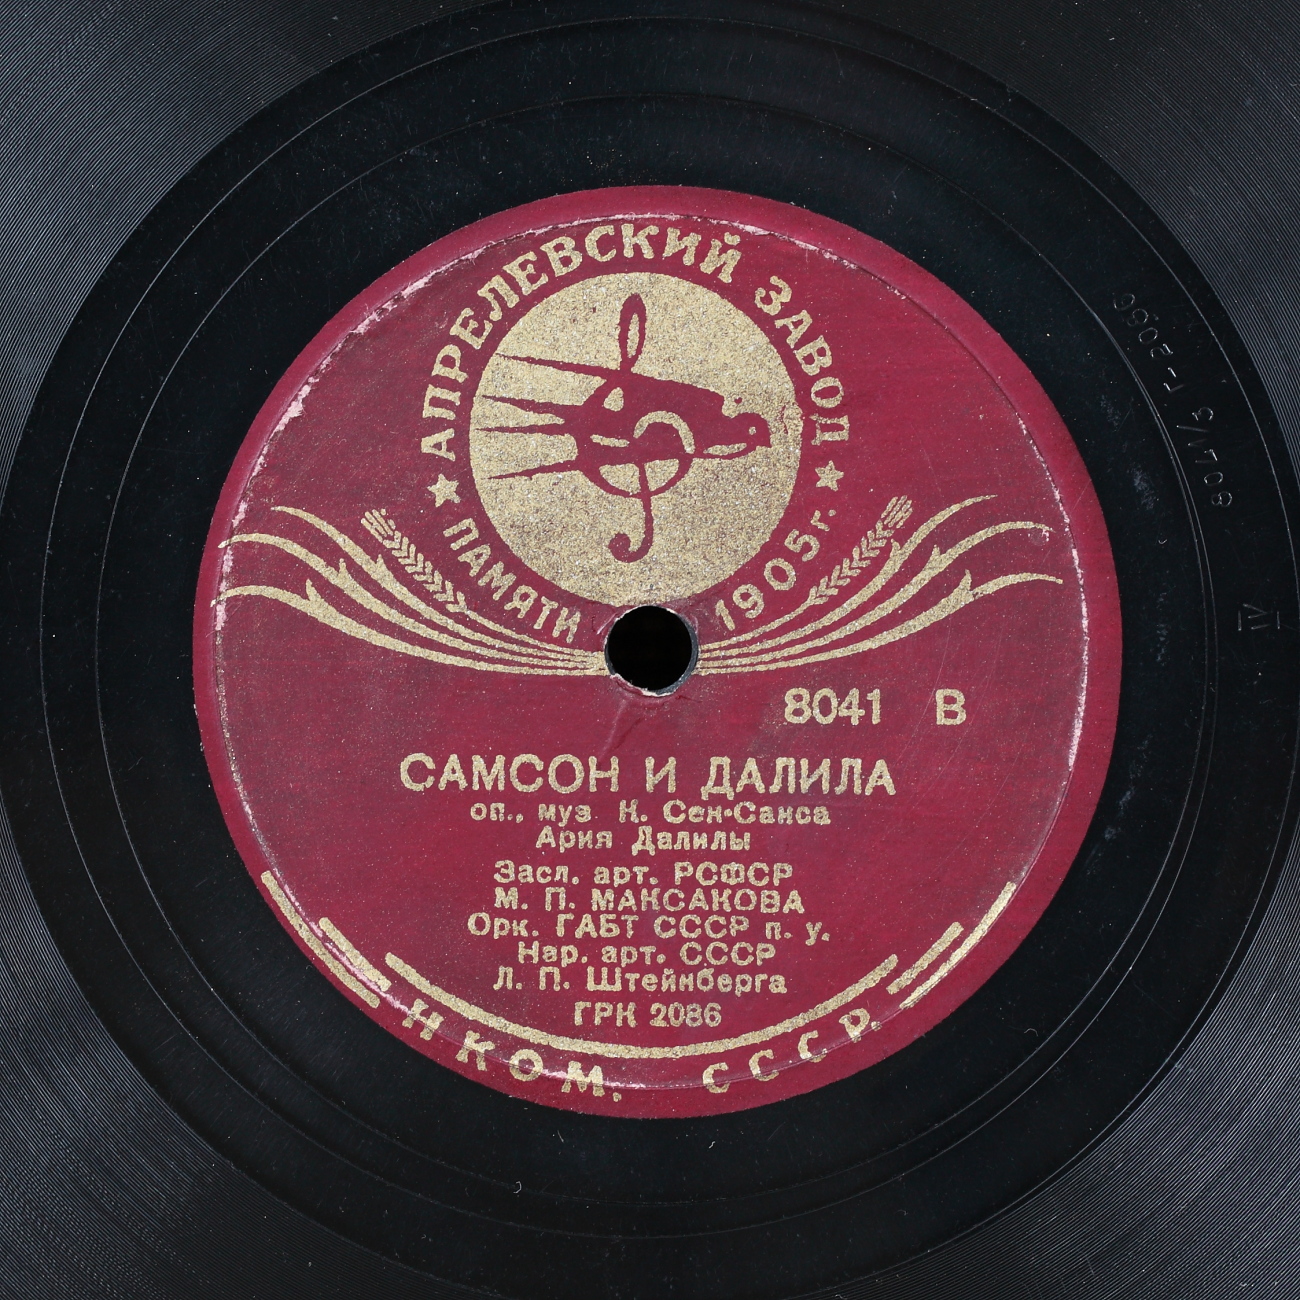 АПРЕЛЕВСКИЙ ЗАВОД
ПАМЯТИ 1905 г.
8041 В
САМСОН И ДАЛИЛА
оп., муз К. Сен-Санса
Ария Далилы
Засл. арт. РСФСР
М. П. МАКСАКОВА
Орк. ГАБТ СССР п. у.
Нар. арт. СССР
Л. П. Штейнберга
ГРК 2086
НКОМ. СССР.
IV